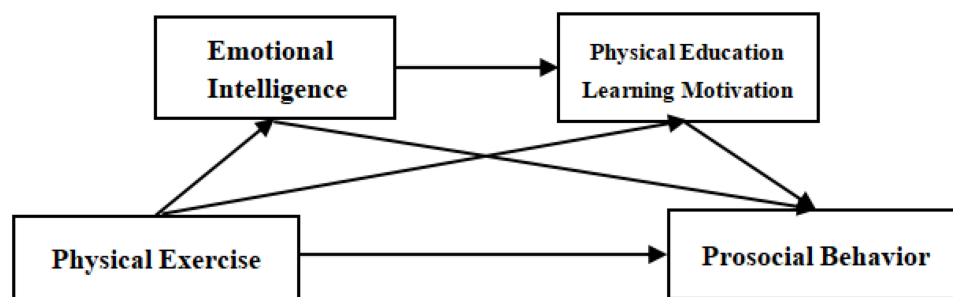 Emotional
Intelligence
Physical Education
Learning Motivation
Physical Exercise
Prosocial Behavior